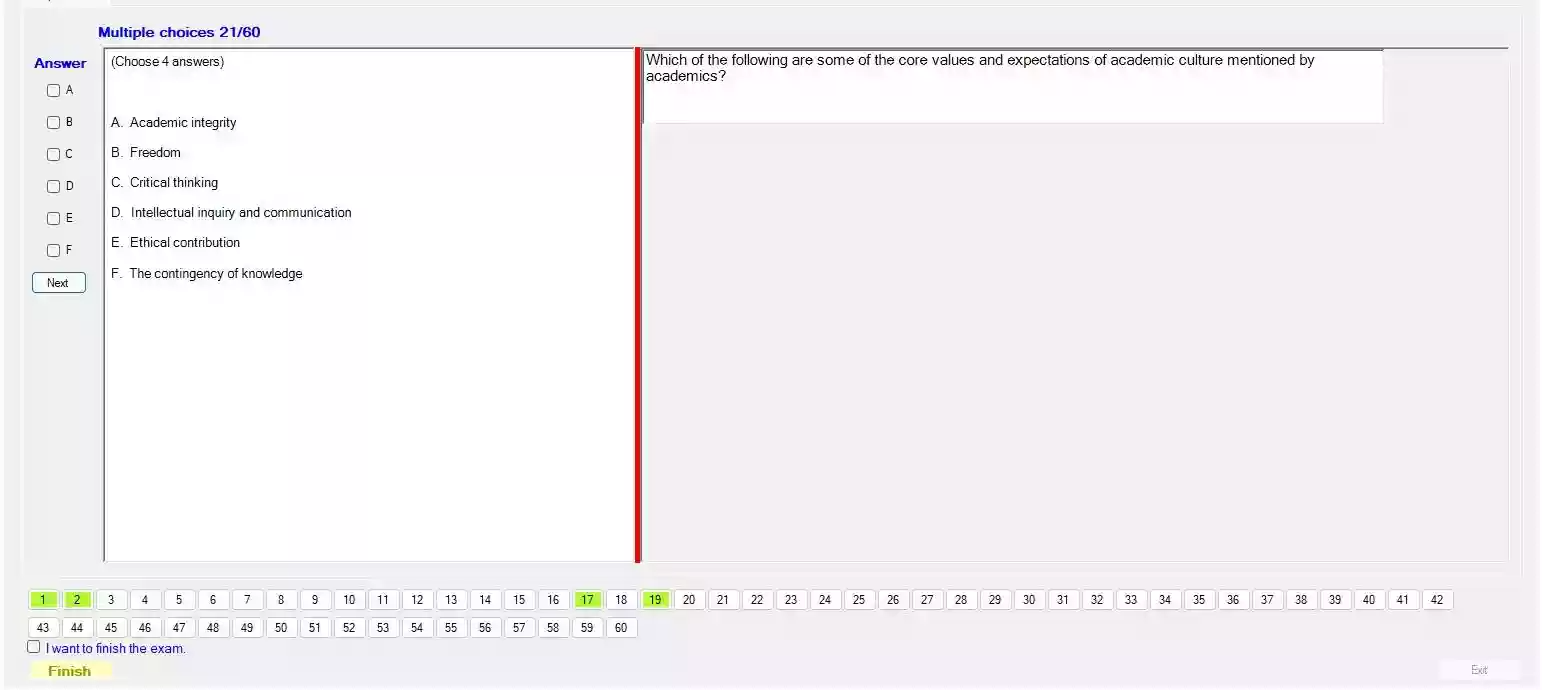 Multiple choices 21/60
Answer
A
B
C
D
E
F
Next
(Choose 4 answers)
A. Academic integrity
B. Freedom
C. Critical thinking
D. Intellectual inquiry and communication
E. Ethical contribution
F. The contingency of knowledge
Which of the following are some of the core values and expectations of academic culture mentioned by
academics?
1 2 3 4 5 6 7 8 9 10 11 12 13 14 15 16 17 18 19 20 21 22 23 24 25 26 27 28 29 30 31 32 33 34 35 36 37 38 39 40 41 42
43 44 45 46 47 48 49 50 51 52 53 54 55 56 57 58 59 60
I want to finish the exam.
Finish
Exit